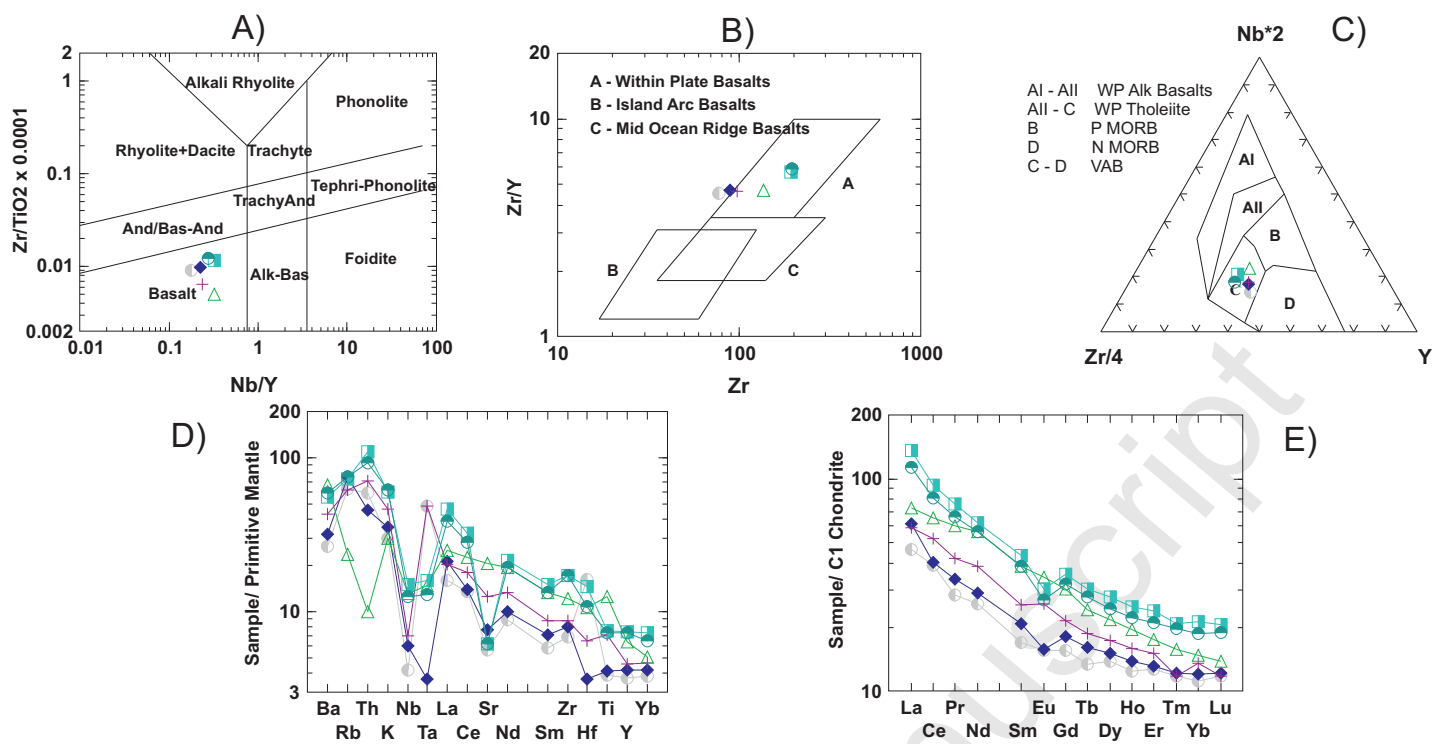 A)
2
1
0.1
0.01
0.002
Zr/TiO2 x 0.0001
Alkali Rhyolite
Phonolite
Rhyolite+Dacite
Trachyte
Tephri-Phonolite
TrachyAnd
And/Bas-And
Foidite
Alk-Bas
Basalt
0.01
0.1
1
10
100
Nb/Y
B)
20
10
1
Zr/Y
A - Within Plate Basalts
B - Island Arc Basalts
C - Mid Ocean Ridge Basalts
A
B
C
10
100
1000
Zr
C)
Nb*2
AI - AII WP Alk Basalts
AII - C WP Tholeiite
B P MORB
D N MORB
C - D VAB
AI
AII
B
C
D
Zr/4
Y
D)
200
100
10
3
Sample/ Primitive Mantle
Ba Th Nb La Sr Zr Ti Yb
Rb K Ta Ce Nd Sm Hf Y
E)
200
100
10
Sample/ C1 Chondrite
La Pr Eu Tb Ho Tm Lu
Ce Nd Sm Gd Dy Er Yb
uscript